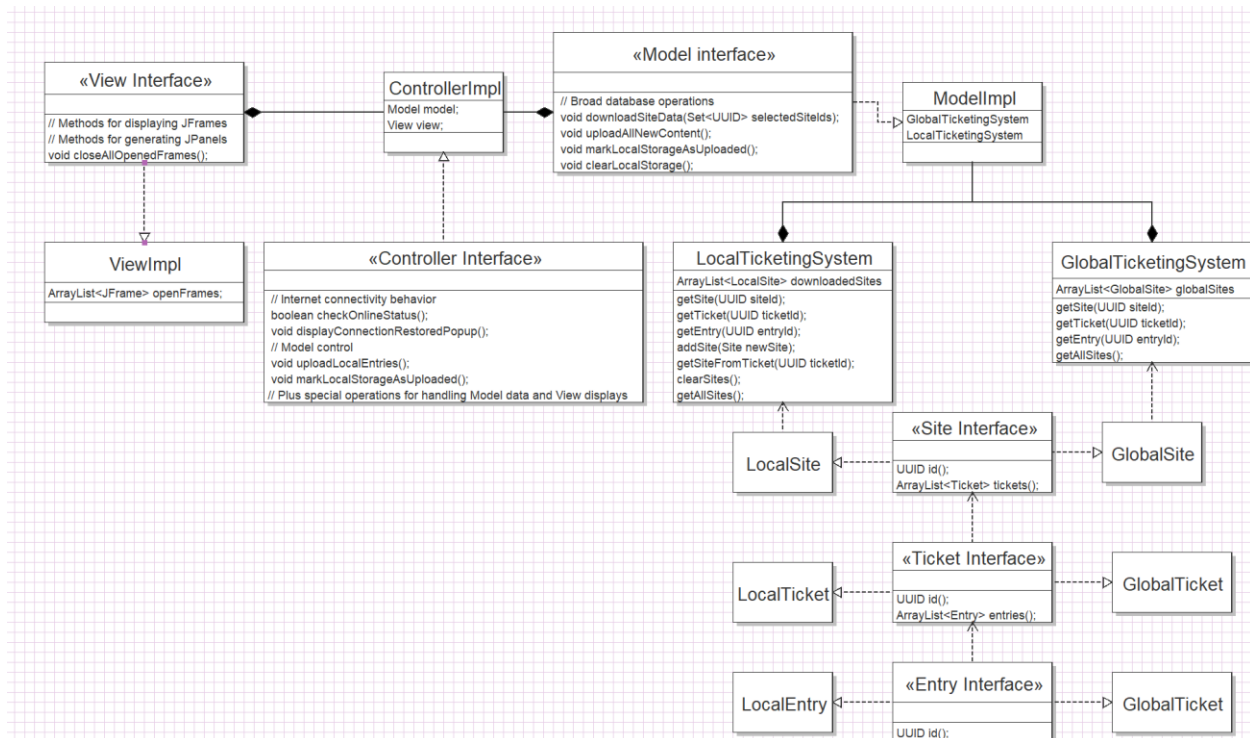 «View Interface»
// Methods for displaying JFrames
// Methods for generating JPanels
void closeAllOpenedFrames();
ControllerImpl
Model model;
View view;
«Model interface»
// Broad database operations
void downloadSiteData(Set<UUID> selectedSiteIds);
void uploadAllNewContent();
void markLocalStorageAsUploaded();
void clearLocalStorage();
ModelImpl
GlobalTicketingSystem
LocalTicketingSystem
ViewImpl
ArrayList<JFrame> openFrames;
«Controller Interface»
// Internet connectivity behavior
boolean checkOnlineStatus();
void displayConnectionRestoredPopup();
// Model control
void uploadLocalEntries();
void markLocalStorageAsUploaded();
// Plus special operations for handling Model data and View displays
LocalTicketingSystem
ArrayList<LocalSite> downloadedSites
getSite(UUID siteId);
getTicket(UUID ticketId);
getEntry(UUID entryId);
addSite(Site newSite);
getSiteFromTicket(UUID ticketId);
clearSites();
getAllSites();
GlobalTicketingSystem
ArrayList<GlobalSite> globalSites
getSite(UUID siteId);
getTicket(UUID ticketId);
getEntry(UUID entryId);
getAllSites();
LocalSite
«Site Interface»
UUID id();
ArrayList<Ticket> tickets();
GlobalSite
LocalTicket
«Ticket Interface»
UUID id();
ArrayList<Entry> entries();
GlobalTicket
LocalEntry
«Entry Interface»
UUID id();
GlobalTicket